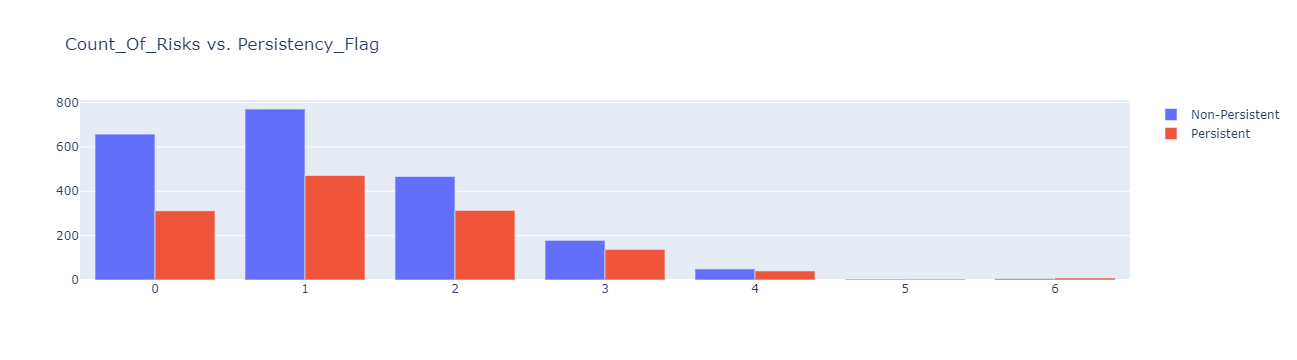 Count_Of_Risks vs. Persistency_Flag
Non-Persistent
Persistent
800
600
400
200
0
0 1 2 3 4 5 6